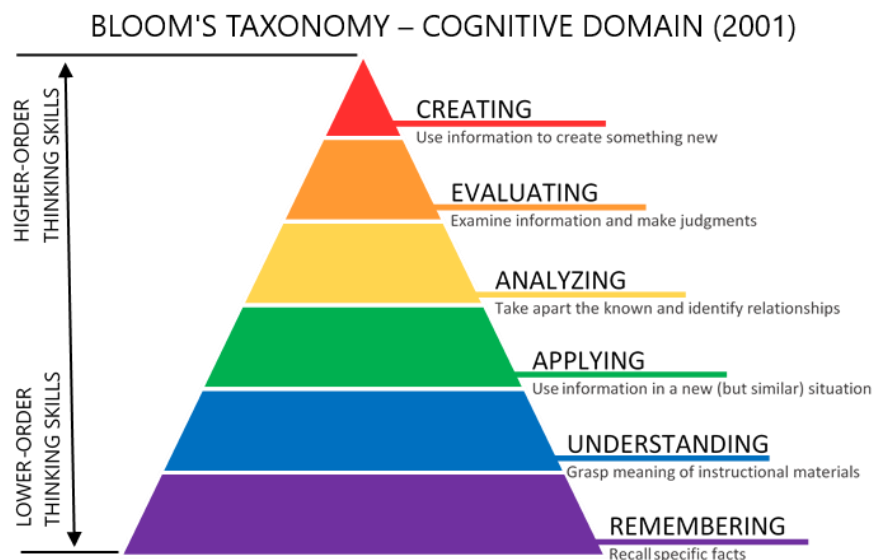 BLOOM'S TAXONOMY – COGNITIVE DOMAIN (2001)
HIGHER-ORDER
THINKING SKILLS
LOWER-ORDER
THINKING SKILLS
CREATING
Use information to create something new
EVALUATING
Examine information and make judgments
ANALYZING
Take apart the known and identify relationships
APPLYING
Use information in a new (but similar) situation
UNDERSTANDING
Grasp meaning of instructional materials
REMEMBERING
Recall specific facts